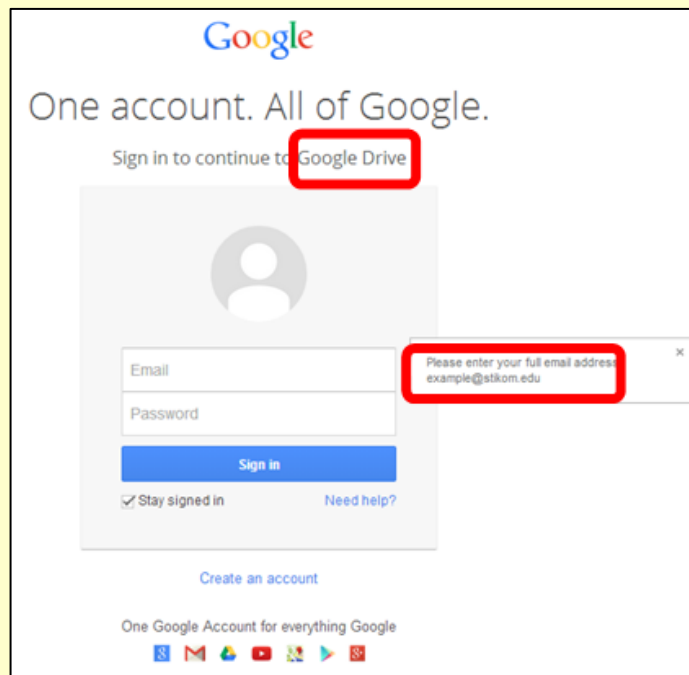 Google
One account. All of Google.
Sign in to continue to Google Drive
Email
Please enter your full email address
example@stikom.edu
Password
Sign in
Stay signed in
Need help?
Create an account
One Google Account for everything Google